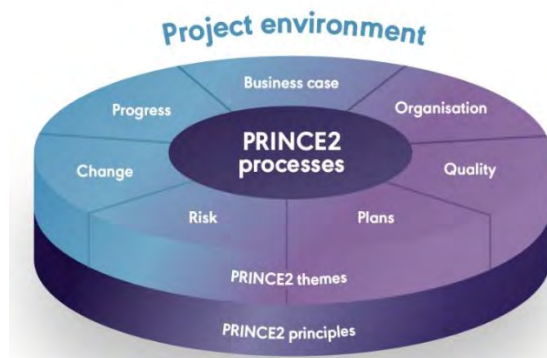 Project environment
Business case
Progress
Organisation
PRINCE2
processes
Change
Quality
Risk
Plans
PRINCE2 themes
PRINCE2 principles